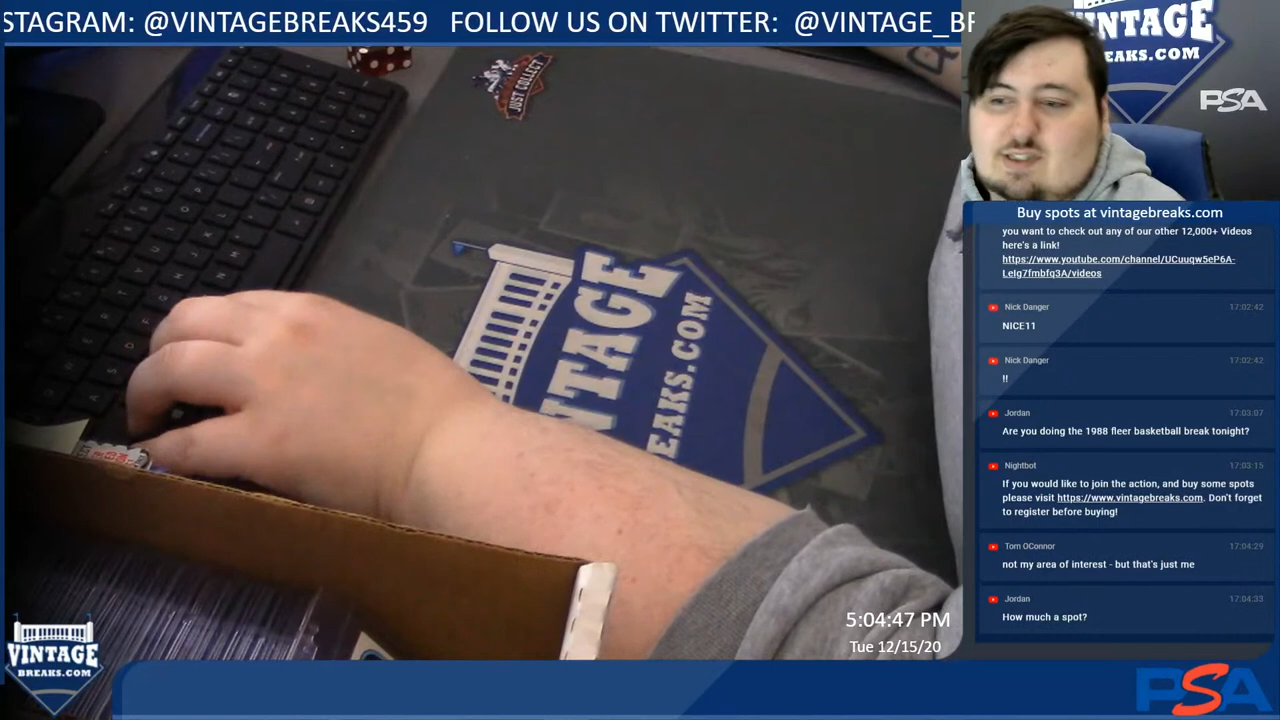 STAGRAM: @VINTAGEBREAKS459 FOLLOW US ON TWITTER: @VINTAGE_BR
VINTAGE
EAKS.COM
PSA
JUST COLLECT
NTAGE
EAKS.COM
Buy spots at vintagebreaks.com
you want to check out any of our other 12,000+ Videos
here's a link!
https://www.youtube.com/channel/UCuuqw5eP6A-
LeIg7fmbfq3A/videos
Nick Danger 17:02:42
NICE11
Nick Danger 17:02:42
!!
Jordan 17:03:07
Are you doing the 1988 fleer basketball break tonight?
Nightbot 17:03:15
If you would like to join the action, and buy some spots
please visit https://www.vintagebreaks.com. Don't forget
to register before buying!
Tom OConnor 17:04:29
not my area of interest - but that's just me
Jordan 17:04:33
How much a spot?
5:04:47 PM
Tue 12/15/20
VINTAGE
BREAKS.COM
PSA